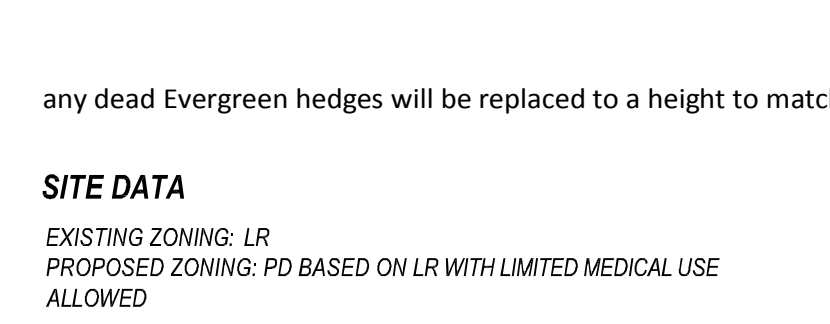 any dead Evergreen hedges will be replaced to a height to match
SITE DATA
EXISTING ZONING: LR
PROPOSED ZONING: PD BASED ON LR WITH LIMITED MEDICAL USE
ALLOWED